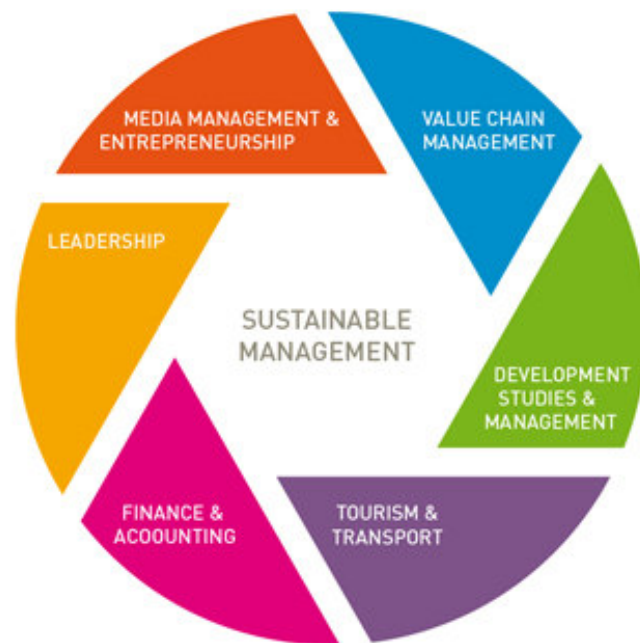 MEDIA MANAGEMENT &
ENTREPRENEURSHIP
VALUE CHAIN
MANAGEMENT
LEADERSHIP
SUSTAINABLE
MANAGEMENT
DEVELOPMENT
STUDIES &
MANAGEMENT
FINANCE &
ACOOUNTING
TOURISM &
TRANSPORT